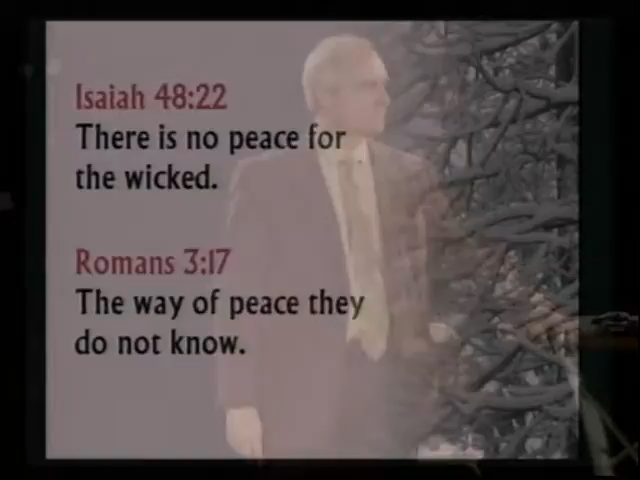 Isaiah 48:22
There is no peace for
the wicked.
Romans 3:17
The way of peace they
do not know.